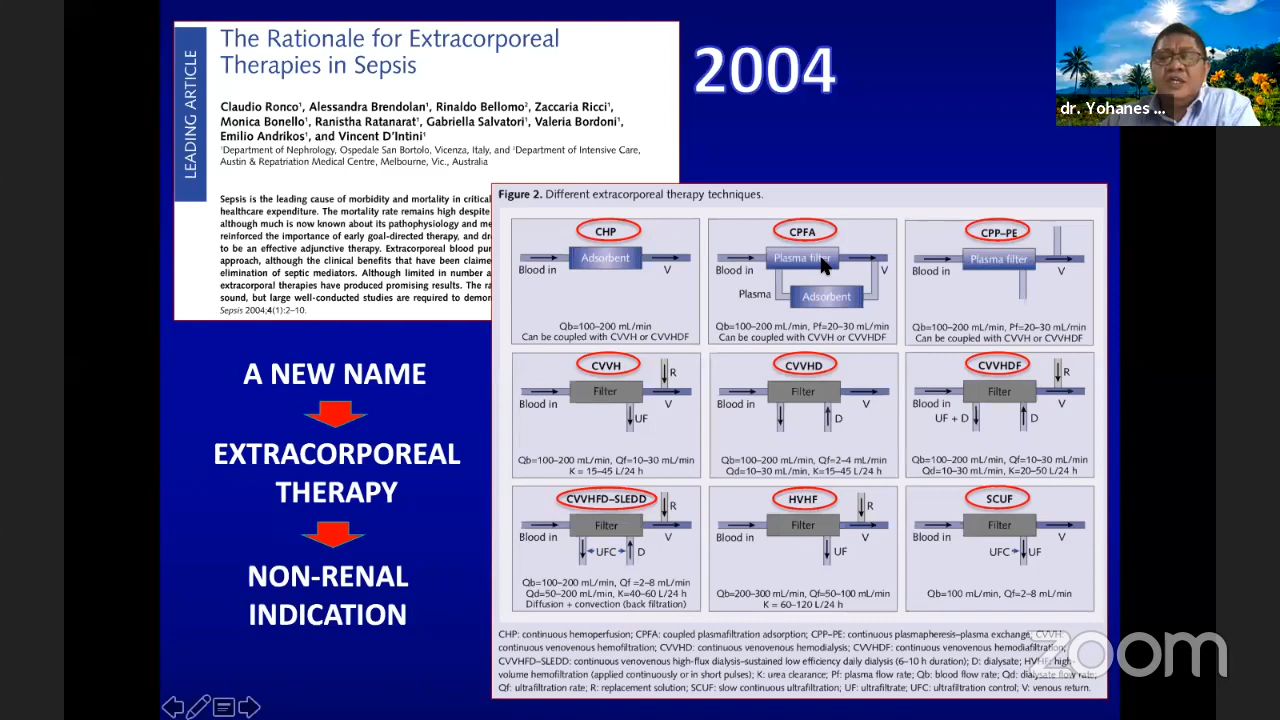 The Rationale for Extracorporeal
Therapies in Sepsis
LEADING ARTICLE
Claudio Ronco¹, Alessandra Brendolan¹, Rinaldo Bellomo², Zaccaria Ricci¹,
Monica Bonello¹, Ranistha Ratanarat¹, Gabriella Salvatori¹, Valeria Bordoni¹,
Emilio Andrikos¹, and Vincent D'Intini¹
¹Department of Nephrology, Ospedale San Bortolo, Vicenza, Italy, and ²Department of Intensive Care,
Austin & Repatriation Medical Centre, Melbourne, Vic., Australia
Sepsis is the leading cause of morbidity and mortality in critical
healthcare expenditure. The mortality rate remains high despite
although much is now known about its pathophysiology and me
reinforced the importance of early goal-directed therapy, and dr
to be an effective adjunctive therapy. Extracorporeal blood pur
approach, although the clinical benefits that have been claime
elimination of septic mediators. Although limited in number a
extracorporal therapies have produced promising results. The ra
sound, but large well-conducted studies are required to demon
Sepsis 2004;4(1):2–10.
2004
dr. Yohanes ...
A NEW NAME
EXTRACORPOREAL
THERAPY
NON-RENAL
INDICATION
Figure 2. Different extracorporeal therapy techniques.
CHP
Adsorbent
Blood in V
Qb=100–200 mL/min
Can be coupled with CVVH or CVVHDF
CPFA
Plasma filter
Blood in V
Plasma
Adsorbent
Qb=100–200 mL/min, Pf=20–30 mL/min
Can be coupled with CVVH or CVVHDF
CPP–PE
Plasma filter
Blood in V
Qb=100–200 mL/min, Pf=20–30 mL/min
Can be coupled with CVVH or CVVHDF
CVVH
R
Filter
Blood in V
UF
Qb=100–200 mL/min, Qf=10–30 mL/min
K = 15–45 L/24 h
CVVHD
Filter
Blood in V
D
Qb=100–200 mL/min, Qf=2–4 mL/min
Qd=10–30 mL/min, K=15–45 L/24 h
CVVHDF
R
Filter
Blood in V
UF + D D
Qb=100–200 mL/min, Qf=10–30 mL/min
Qd=10–30 mL/min, K=20–50 L/24 h
CVVHFD–SLEDD
R
Filter
Blood in V
UFC D
Qb=100–200 mL/min, Qf =2–8 mL/min
Qd=50–200 mL/min, K=40–60 L/24 h
Diffusion + convection (back filtration)
HVHF
R
Filter
Blood in V
UF
Qb=200–300 mL/min, Qf=50–100 mL/min
K = 60–120 L/24 h
SCUF
Filter
Blood in V
UFC UF
Qb=100 mL/min, Qf=2–8 mL/min
CHP: continuous hemoperfusion; CPFA: coupled plasmafiltration adsorption; CPP–PE: continuous plasmapheresis–plasma exchange; CVVH:
continuous venovenous hemofiltration; CVVHD: continuous venovenous hemodialysis; CVVHDF: continuous venovenous hemodiafiltration;
CVVHFD–SLEDD: continuous venovenous high-flux dialysis–sustained low efficiency daily dialysis (6–10 h duration); D: dialysate; HVHF: high-
volume hemofiltration (applied continuously or in short pulses); K: urea clearance; Pf: plasma flow rate; Qb: blood flow rate; Qd: dialysate flow rate;
Qf: ultrafiltration rate; R: replacement solution; SCUF: slow continuous ultrafiltration; UF: ultrafiltrate; UFC: ultrafiltration control; V: venous return.
zoom